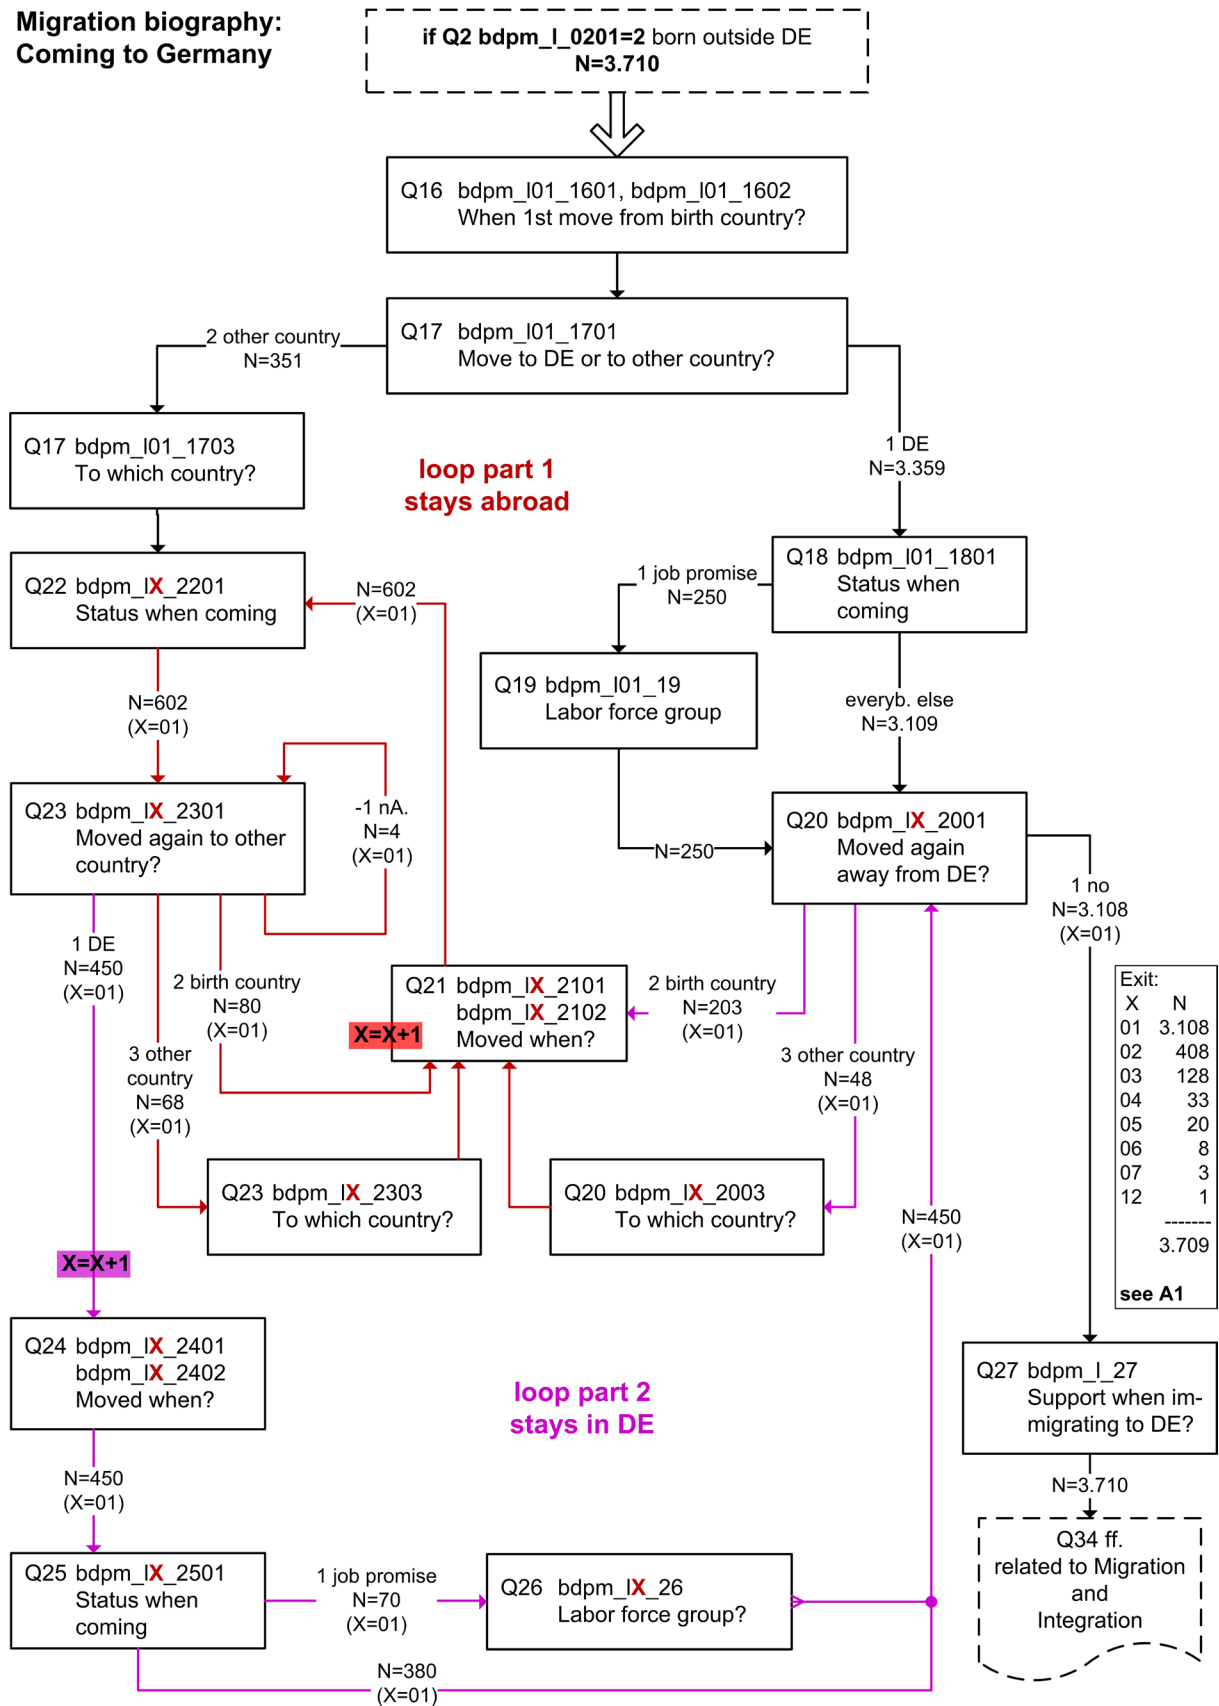 Migration biography:
Coming to Germany
if Q2 bdpm_l_0201=2 born outside DE
N=3.710
Q16 bdpm_l01_1601, bdpm_l01_1602
When 1st move from birth country?
Q17 bdpm_l01_1701
Move to DE or to other country?
2 other country
N=351
1 DE
N=3.359
Q17 bdpm_l01_1703
To which country?
loop part 1
stays abroad
Q18 bdpm_l01_1801
Status when
coming
Q22 bdpm_lX_2201
Status when coming
N=602
(X=01)
1 job promise
N=250
Q19 bdpm_l01_19
Labor force group
everyb. else
N=3.109
N=602
(X=01)
Q23 bdpm_lX_2301
Moved again to other
country?
-1 nA.
N=4
(X=01)
N=250
Q20 bdpm_lX_2001
Moved again
away from DE?
1 no
N=3.108
(X=01)
1 DE
N=450
(X=01)
2 birth country
N=80
(X=01)
3 other
country
N=68
(X=01)
Q21 bdpm_lX_2101
bdpm_lX_2102
Moved when?
X=X+1
2 birth country
N=203
(X=01)
3 other country
N=48
(X=01)
Exit:
X N
01 3.108
02 408
03 128
04 33
05 20
06 8
07 3
12 1
-------
3.709
see A1
Q23 bdpm_lX_2303
To which country?
Q20 bdpm_lX_2003
To which country?
N=450
(X=01)
X=X+1
Q24 bdpm_lX_2401
bdpm_lX_2402
Moved when?
loop part 2
stays in DE
Q27 bdpm_l_27
Support when im-
migrating to DE?
N=450
(X=01)
N=3.710
Q25 bdpm_lX_2501
Status when
coming
1 job promise
N=70
(X=01)
Q26 bdpm_lX_26
Labor force group?
Q34 ff.
related to Migration
and
Integration
N=380
(X=01)